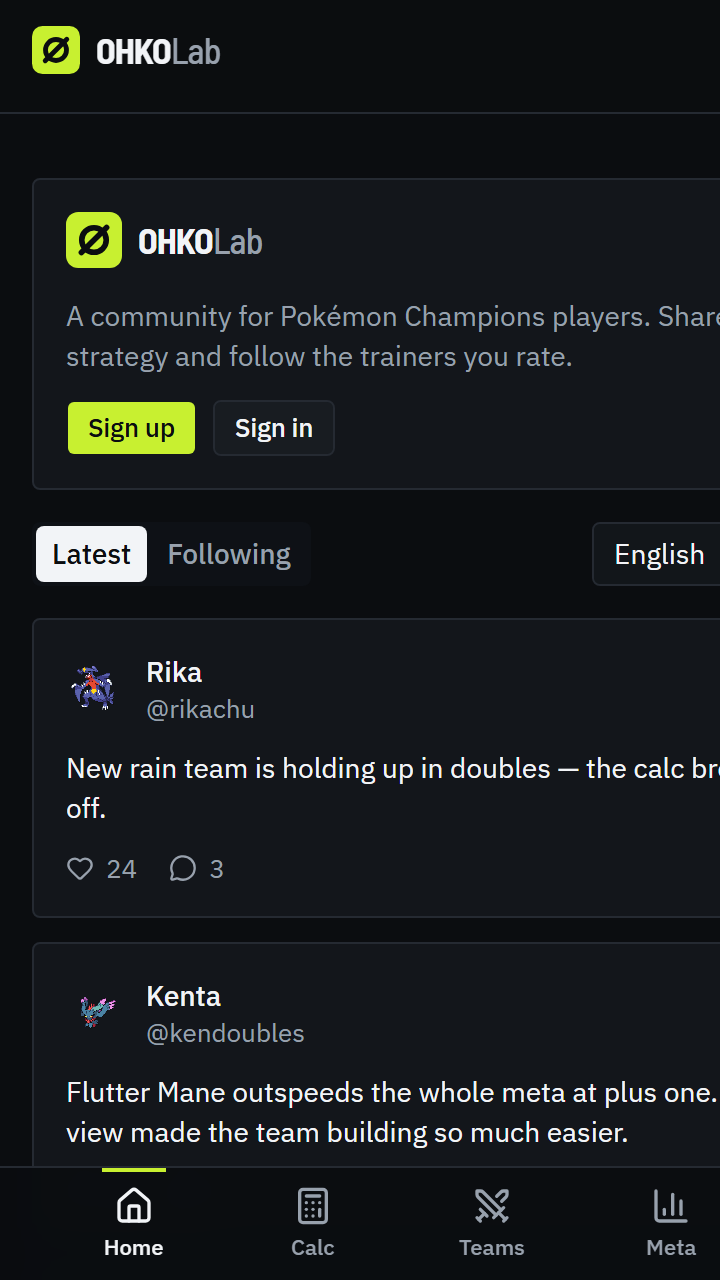 OHKOLab
OHKOLab
A community for Pokémon Champions players.
strategy and follow the trainers you rate.
Sign up Sign in
Latest Following English
Rika
@rikachu
New rain team is holding up in doubles — the calc
off.
24 3
Kenta
@kendoubles
Flutter Mane outspeeds the whole meta at plus one.
view made the team building so much easier.
Home Calc Teams Meta